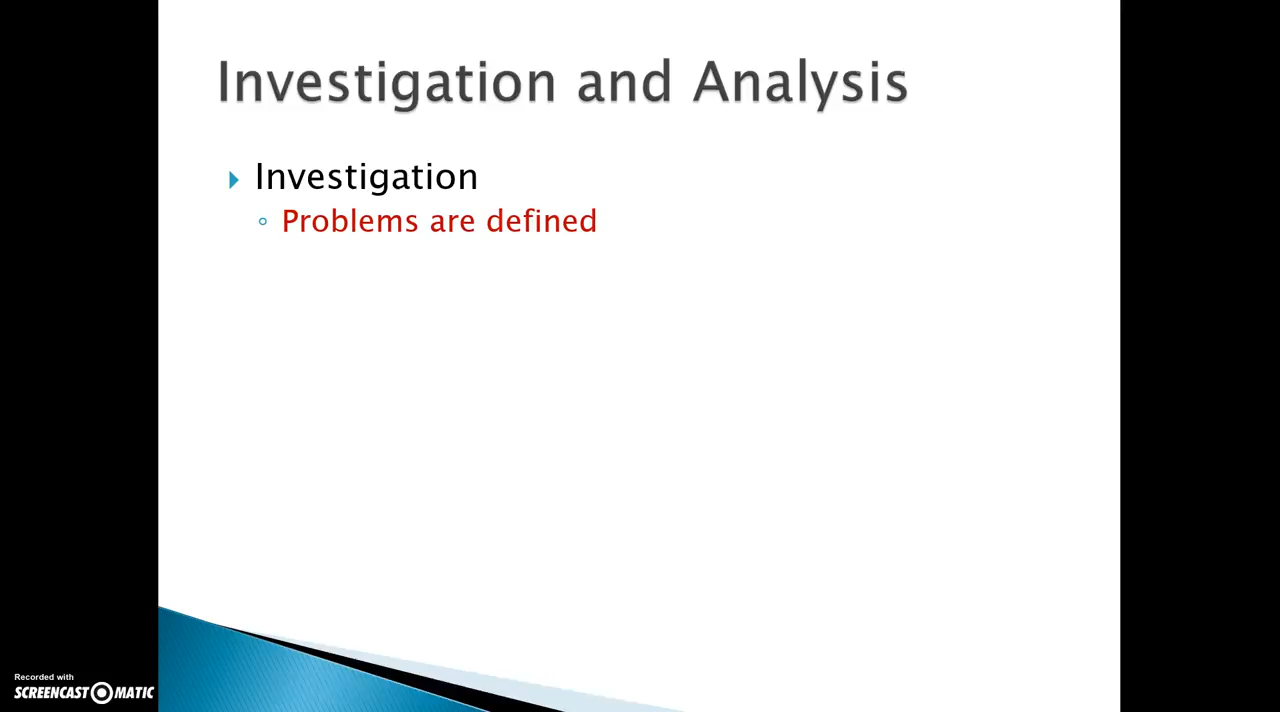 Investigation and Analysis
Investigation
Problems are defined
Recorded with
SCREENCAST MATIC